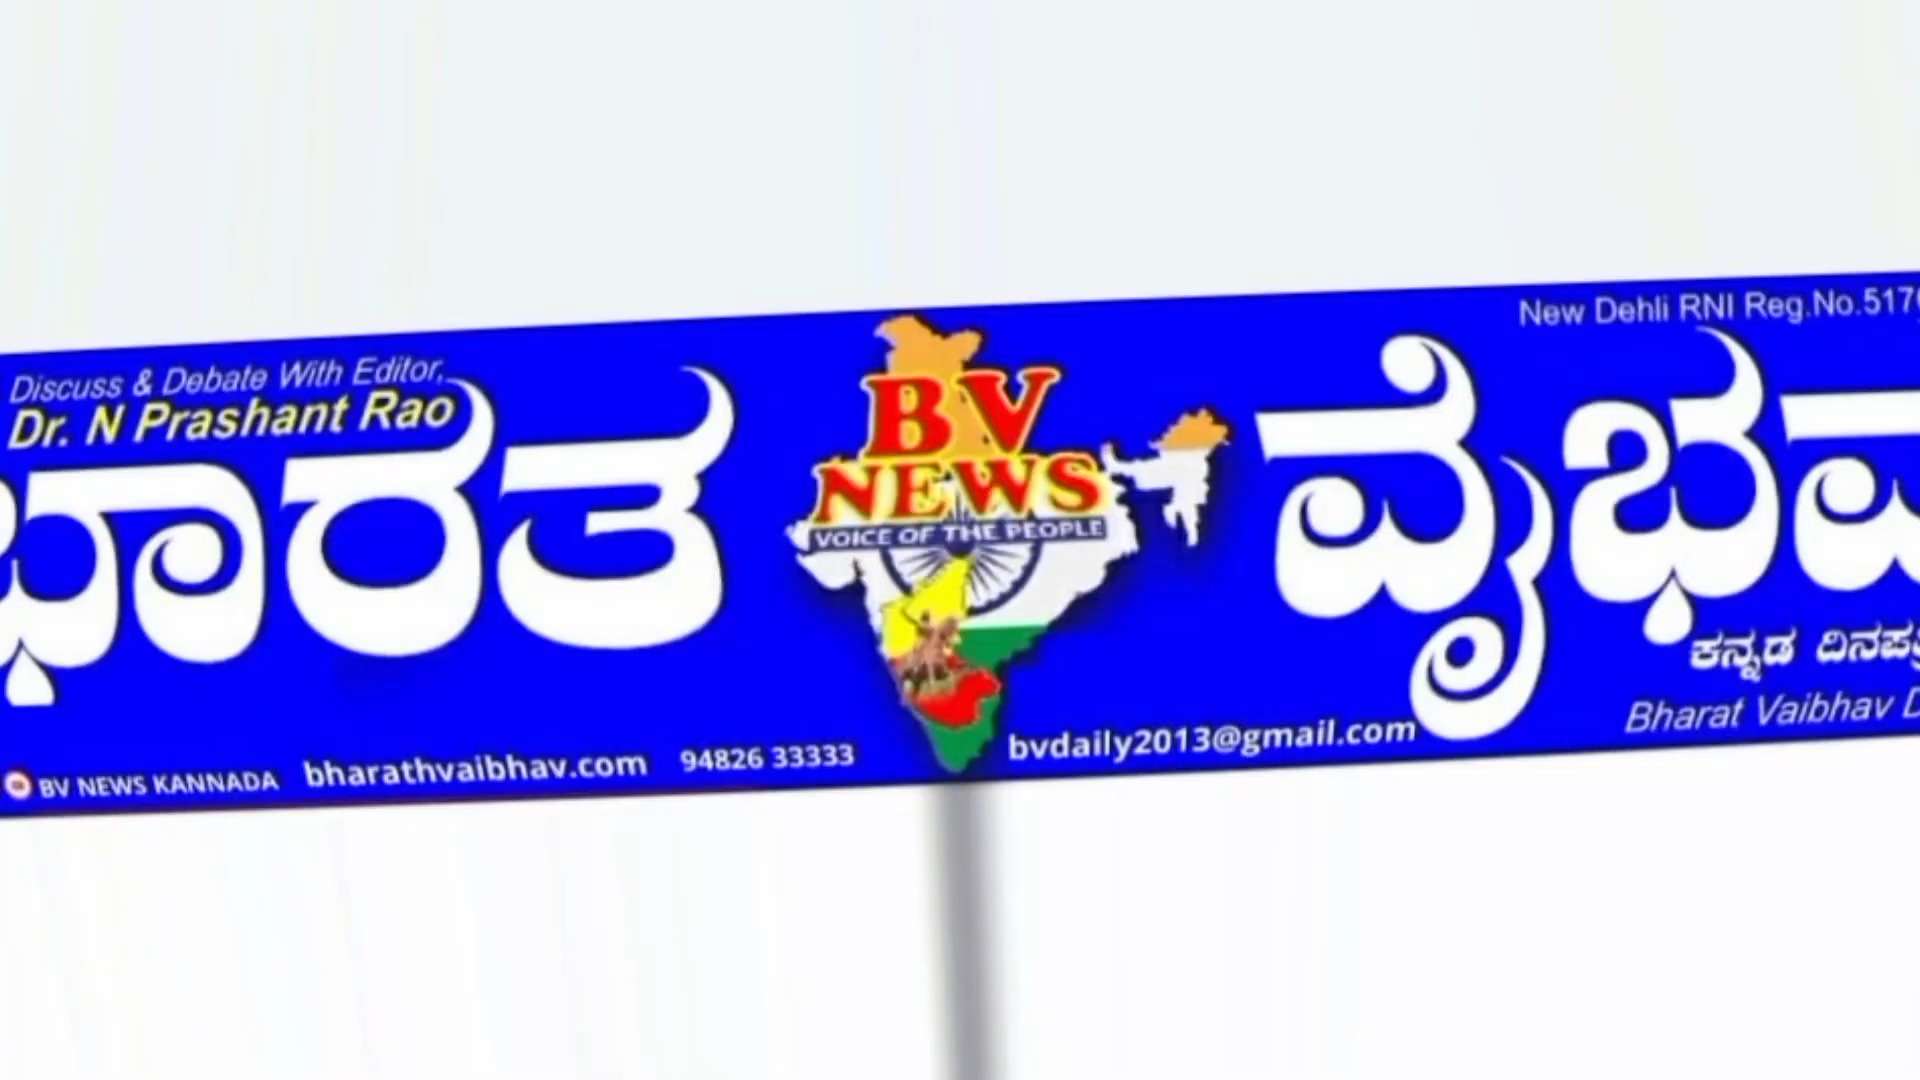 Discuss & Debate With Editor,
Dr. N Prashant Rao
ಭಾರತ
BV
NEWS
VOICE OF THE PEOPLE
New Dehli RNI Reg.No.
ವೈಭವ
ಕನ್ನಡ
Bharat Vaibhav
BV NEWS KANNADA bharathvaibhav.com 94826 33333 bvdaily2013@gmail.com